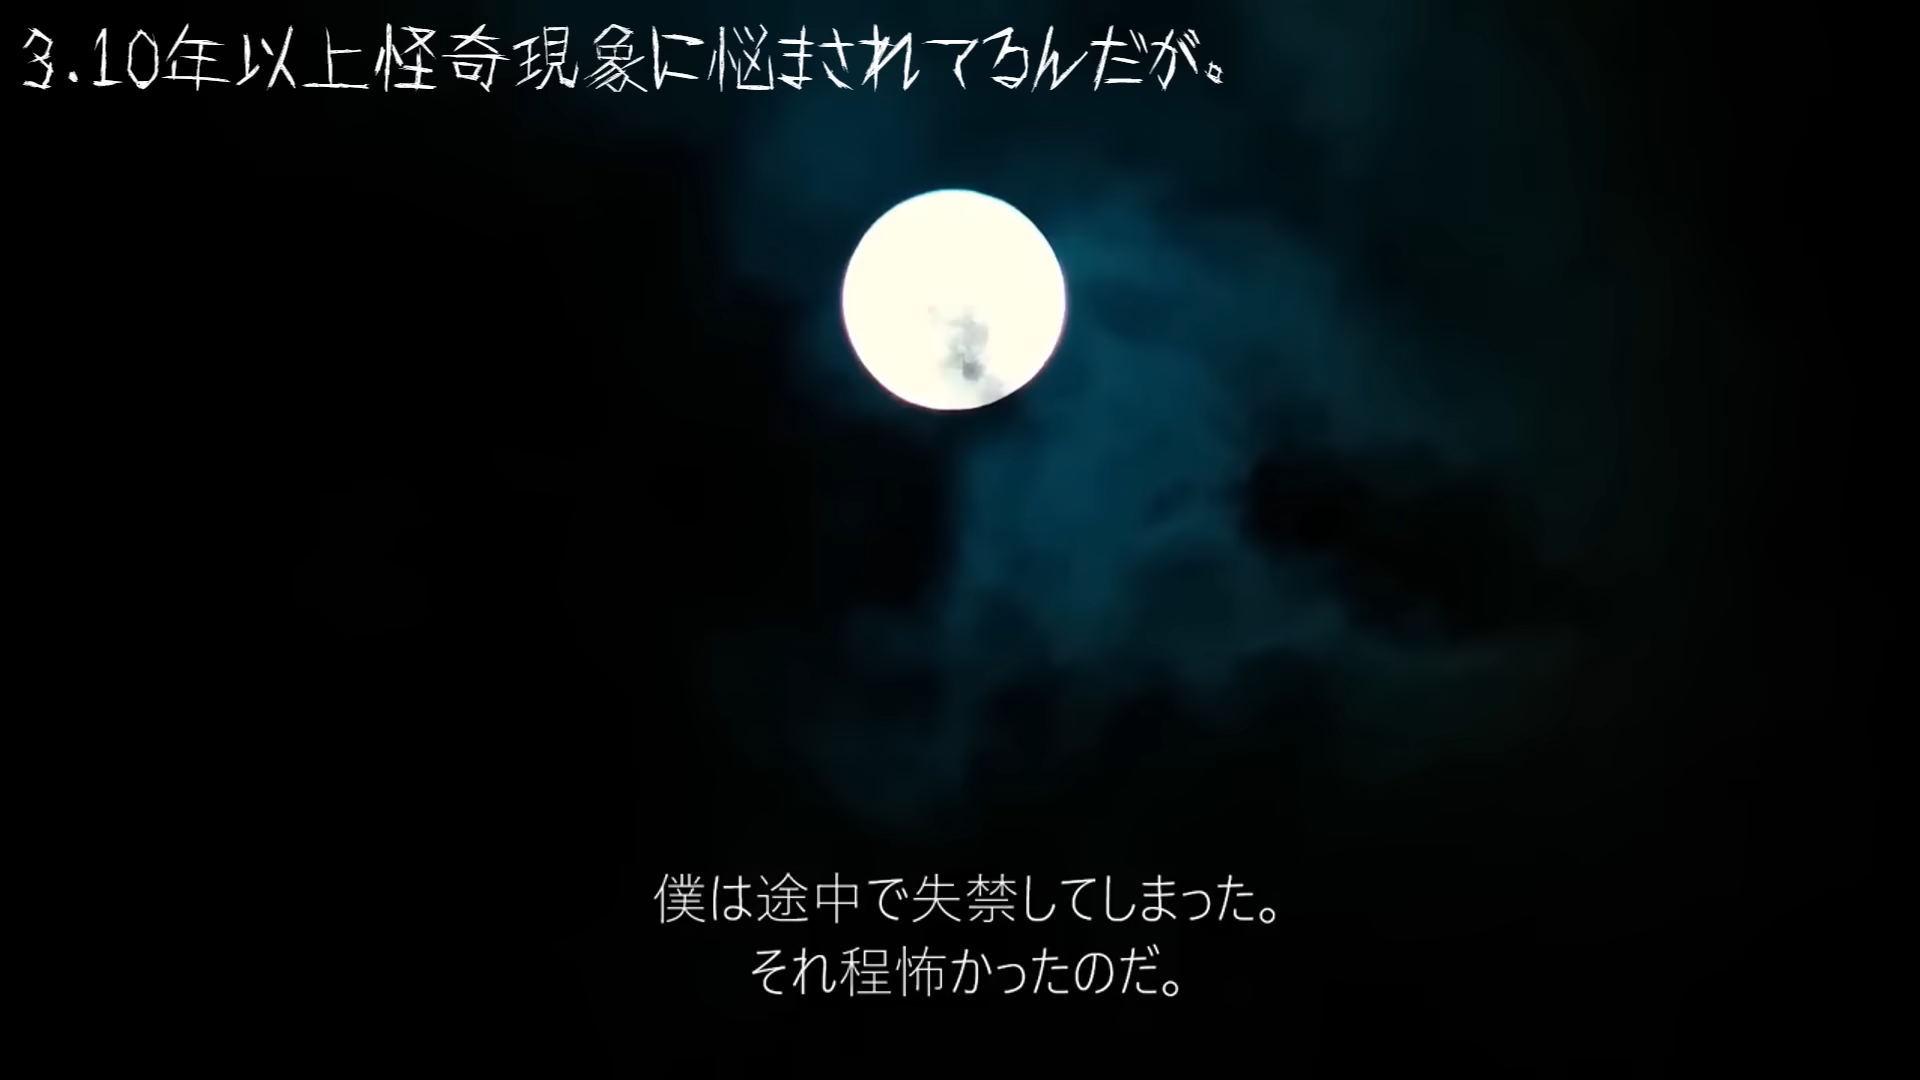 3.10年以上怪奇現象に悩まされてるんだが。
僕は途中で失禁してしまった。
それ程怖かったのだ。